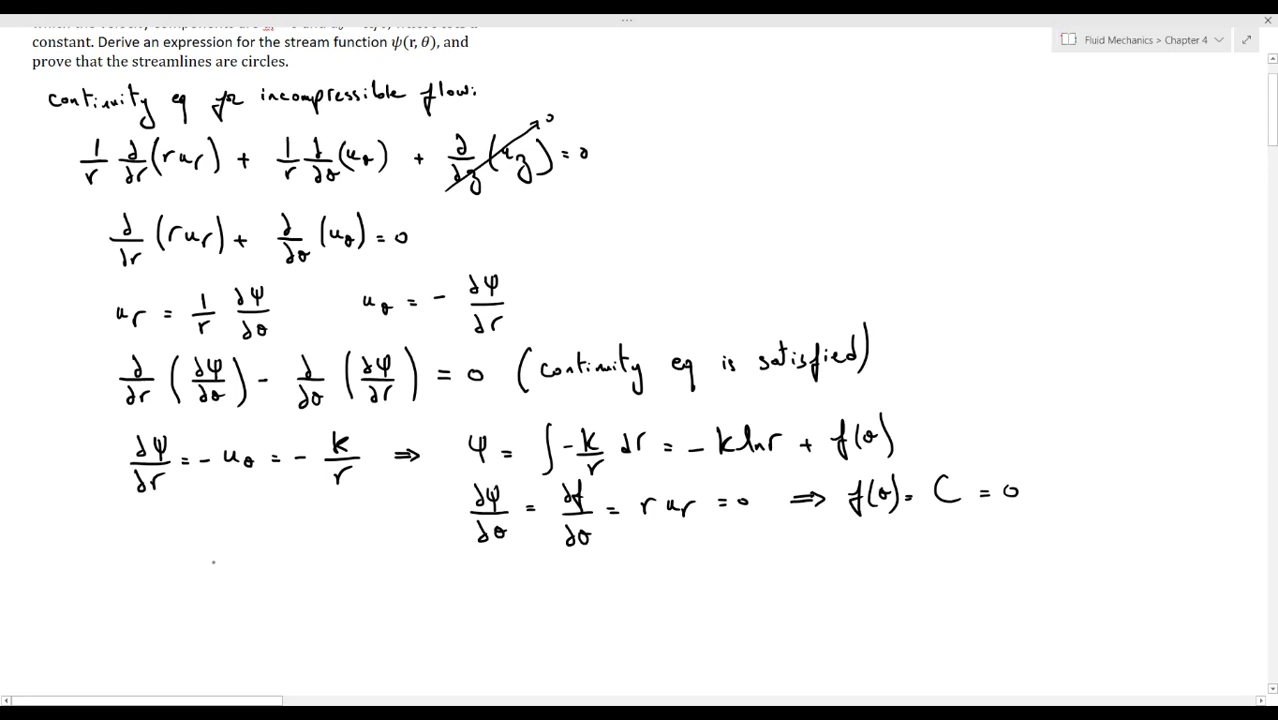 Fluid Mechanics > Chapter 4
constant. Derive an expression for the stream function ψ(r, θ), and
prove that the streamlines are circles.
continuity eq for incompressible flow:
1/r ∂/∂r (r u_r) + 1/r ∂/∂θ (u_θ) + ∂/∂z (u_z) = 0 → 0
∂/∂r (r u_r) + ∂/∂θ (u_θ) = 0
u_r = 1/r ∂ψ/∂θ u_θ = - ∂ψ/∂r
∂/∂r (∂ψ/∂θ) - ∂/∂θ (∂ψ/∂r) = 0 (continuity eq is satisfied)
∂ψ/∂r = - u_θ = - k/r ⇒ ψ = ∫ -k/r dr = - k ln r + f(θ)
∂ψ/∂θ = ∂f/∂θ = r u_r = 0 ⇒ f(θ) = C = 0